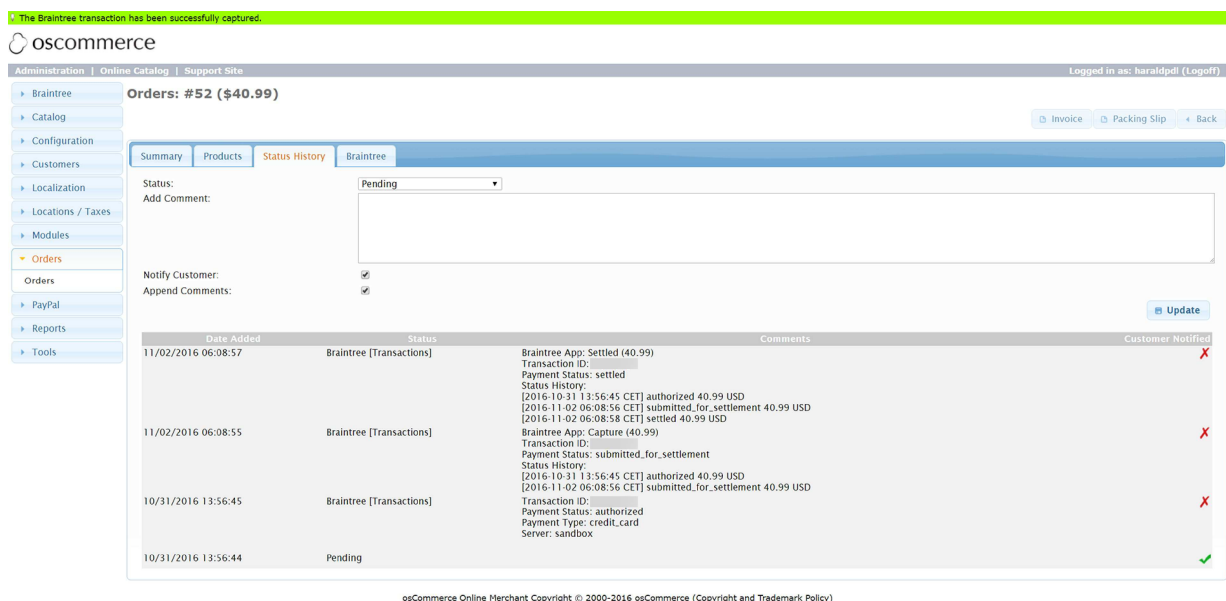 The Braintree transaction has been successfully captured.
oscommerce
Administration | Online Catalog | Support Site
Logged in as: haraldpdl (Logoff)
Braintree
Catalog
Configuration
Customers
Localization
Locations / Taxes
Modules
Orders
Orders
PayPal
Reports
Tools
Orders: #52 ($40.99)
Invoice
Packing Slip
Back
Summary
Products
Status History
Braintree
Status:
Pending
Add Comment:
Notify Customer:
Append Comments:
Update
Date Added Status Comments Customer Notified
11/02/2016 06:08:57 Braintree [Transactions] Braintree App: Settled (40.99)
Transaction ID:
Payment Status: settled
Status History:
[2016-10-31 13:56:45 CET] authorized 40.99 USD
[2016-11-02 06:08:56 CET] submitted_for_settlement 40.99 USD
[2016-11-02 06:08:58 CET] settled 40.99 USD
11/02/2016 06:08:55 Braintree [Transactions] Braintree App: Capture (40.99)
Transaction ID:
Payment Status: submitted_for_settlement
Status History:
[2016-10-31 13:56:45 CET] authorized 40.99 USD
[2016-11-02 06:08:56 CET] submitted_for_settlement 40.99 USD
10/31/2016 13:56:45 Braintree [Transactions] Transaction ID:
Payment Status: authorized
Payment Type: credit_card
Server: sandbox
10/31/2016 13:56:44 Pending
osCommerce Online Merchant Copyright © 2000-2016 osCommerce (Copyright and Trademark Policy)